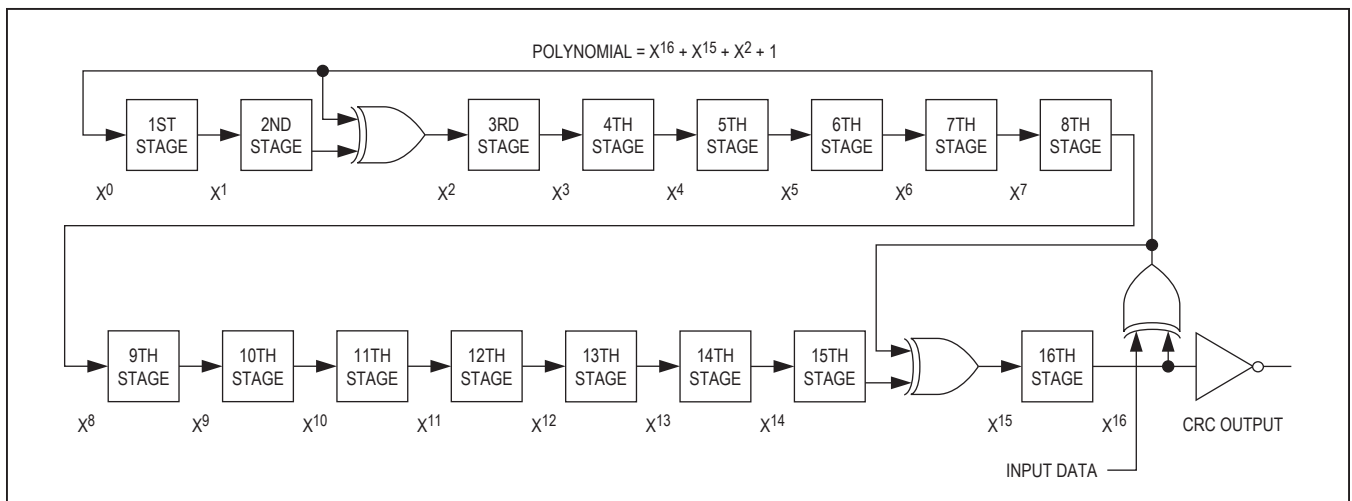 POLYNOMIAL = X16 + X15 + X2 + 1
1ST STAGE
2ND STAGE
3RD STAGE
4TH STAGE
5TH STAGE
6TH STAGE
7TH STAGE
8TH STAGE
X0
X1
X2
X3
X4
X5
X6
X7
9TH STAGE
10TH STAGE
11TH STAGE
12TH STAGE
13TH STAGE
14TH STAGE
15TH STAGE
16TH STAGE
X8
X9
X10
X11
X12
X13
X14
X15
X16
CRC OUTPUT
INPUT DATA